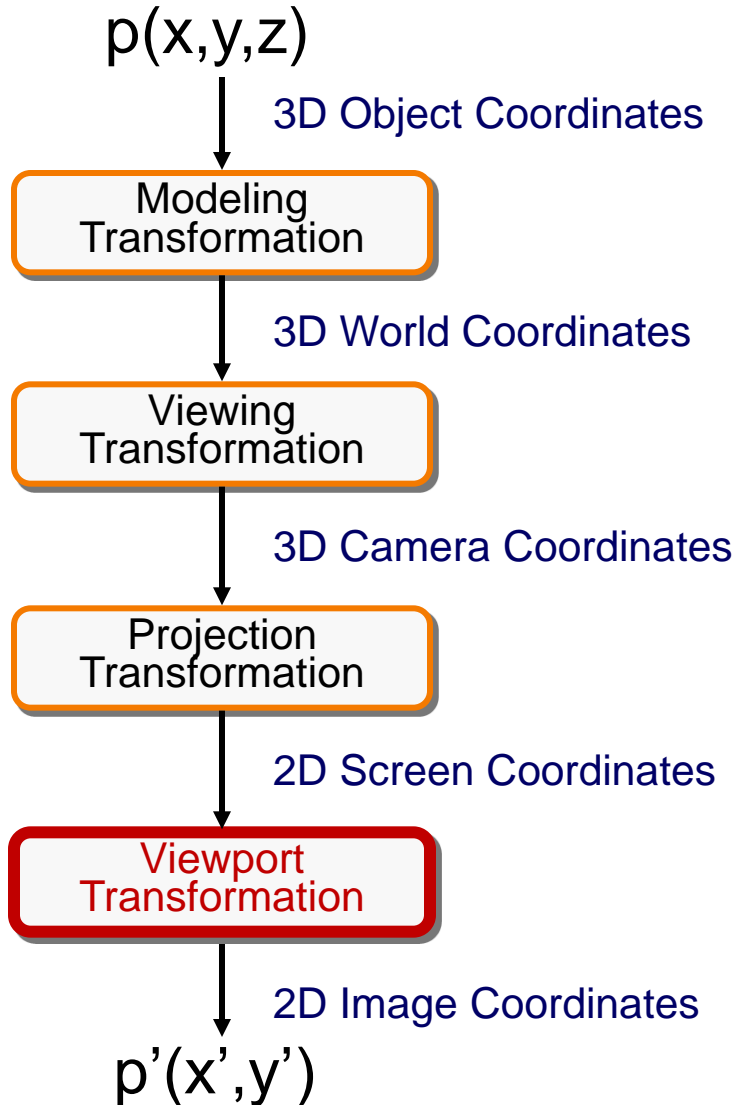 p(x,y,z)
3D Object Coordinates
Modeling
Transformation
3D World Coordinates
Viewing
Transformation
3D Camera Coordinates
Projection
Transformation
2D Screen Coordinates
Viewport
Transformation
2D Image Coordinates
p’(x’,y’)